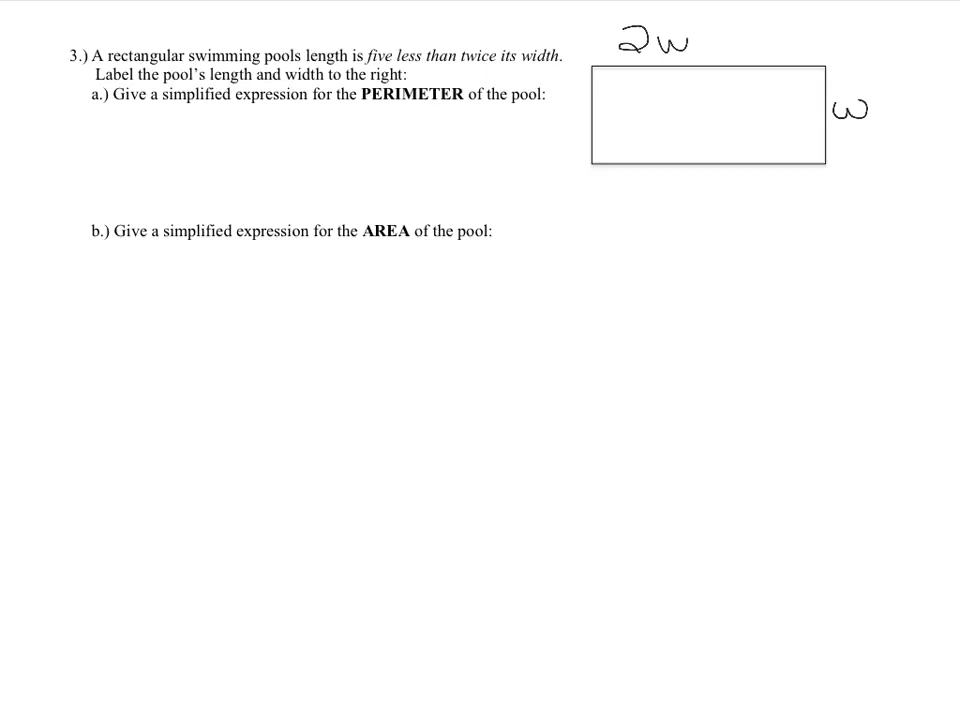 2w
3.) A rectangular swimming pools length is five less than twice its width.
Label the pool's length and width to the right:
a.) Give a simplified expression for the PERIMETER of the pool:
w
b.) Give a simplified expression for the AREA of the pool: